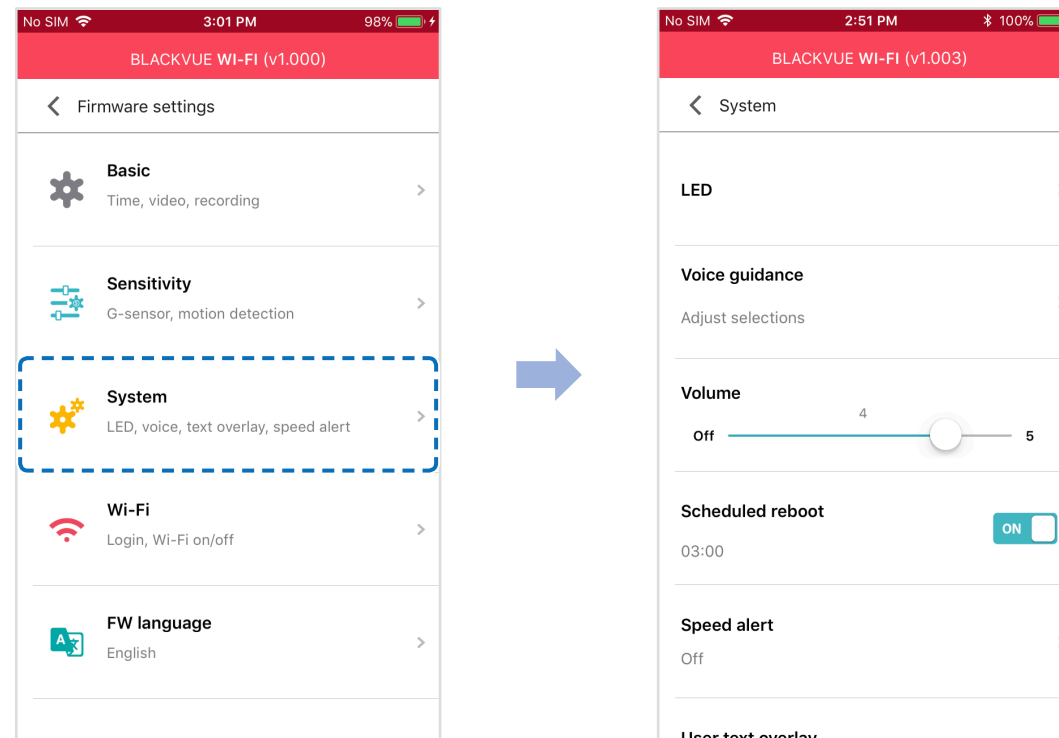 No SIM 3:01 PM 98%
BLACKVUE WI-FI (v1.000)
Firmware settings
Basic
Time, video, recording
Sensitivity
G-sensor, motion detection
System
LED, voice, text overlay, speed alert
Wi-Fi
Login, Wi-Fi on/off
A
FW language
English
No SIM 2:51 PM 100%
BLACKVUE WI-FI (v1.003)
System
LED
Voice guidance
Adjust selections
Volume
4
Off 5
Scheduled reboot
ON
03:00
Speed alert
Off
User text overlay